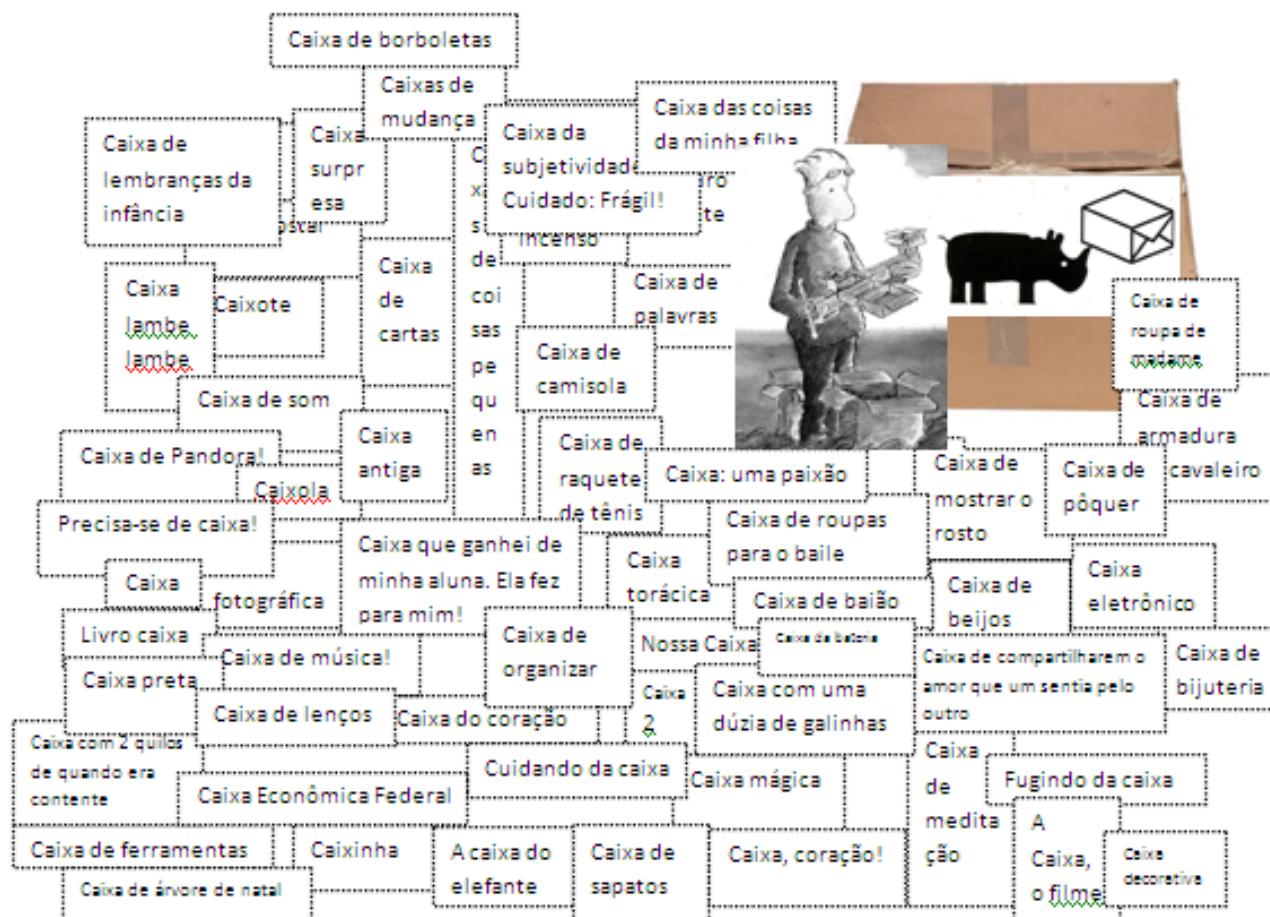 Caixa de borboletas
Caixas de
mudança
Caixa de
lembranças da
infância
Caixa
surpr
esa
Caixa da
subjetividade
Cuidado: Frágil!
Caixa das coisas
da minha filha
incenso
Caixa
lambe
lambe
Caixote
Caixa
de
cartas
de
coi
sas
pe
qu
en
as
Caixa de
palavras
Caixa de
camisola
Caixa de
roupa de
madame
Caixa de
armadura
cavaleiro
Caixa de som
Caixa de Pandora!
Caixola
Caixa
antiga
Caixa de
raquete
de tênis
Caixa: uma paixão
Caixa de
mostrar o
rosto
Caixa de
pôquer
Precisa-se de caixa!
Caixa que ganhei de
minha aluna. Ela fez
para mim!
Caixa de roupas
para o baile
Caixa
torácica
Caixa
fotográfica
Caixa de baião
Caixa de
beijos
Caixa
eletrônico
Livro caixa
Caixa de música!
Caixa de
organizar
Nossa Caixa
Caixa de bateria
Caixa de compartilharem o
amor que um sentia pelo
outro
Caixa de
bijuteria
Caixa preta
Caixa de lenços
Caixa do coração
Caixa
2
Caixa com uma
dúzia de galinhas
Caixa com 2 quilos
de quando era
contente
Caixa Econômica Federal
Cuidando da caixa
Caixa mágica
Caixa
de
medita
ção
Fugindo da caixa
Caixa de ferramentas
Caixinha
A caixa do
elefante
Caixa de
sapatos
Caixa, coração!
A
Caixa,
o filme
Caixa
decorativa
Caixa de árvore de natal